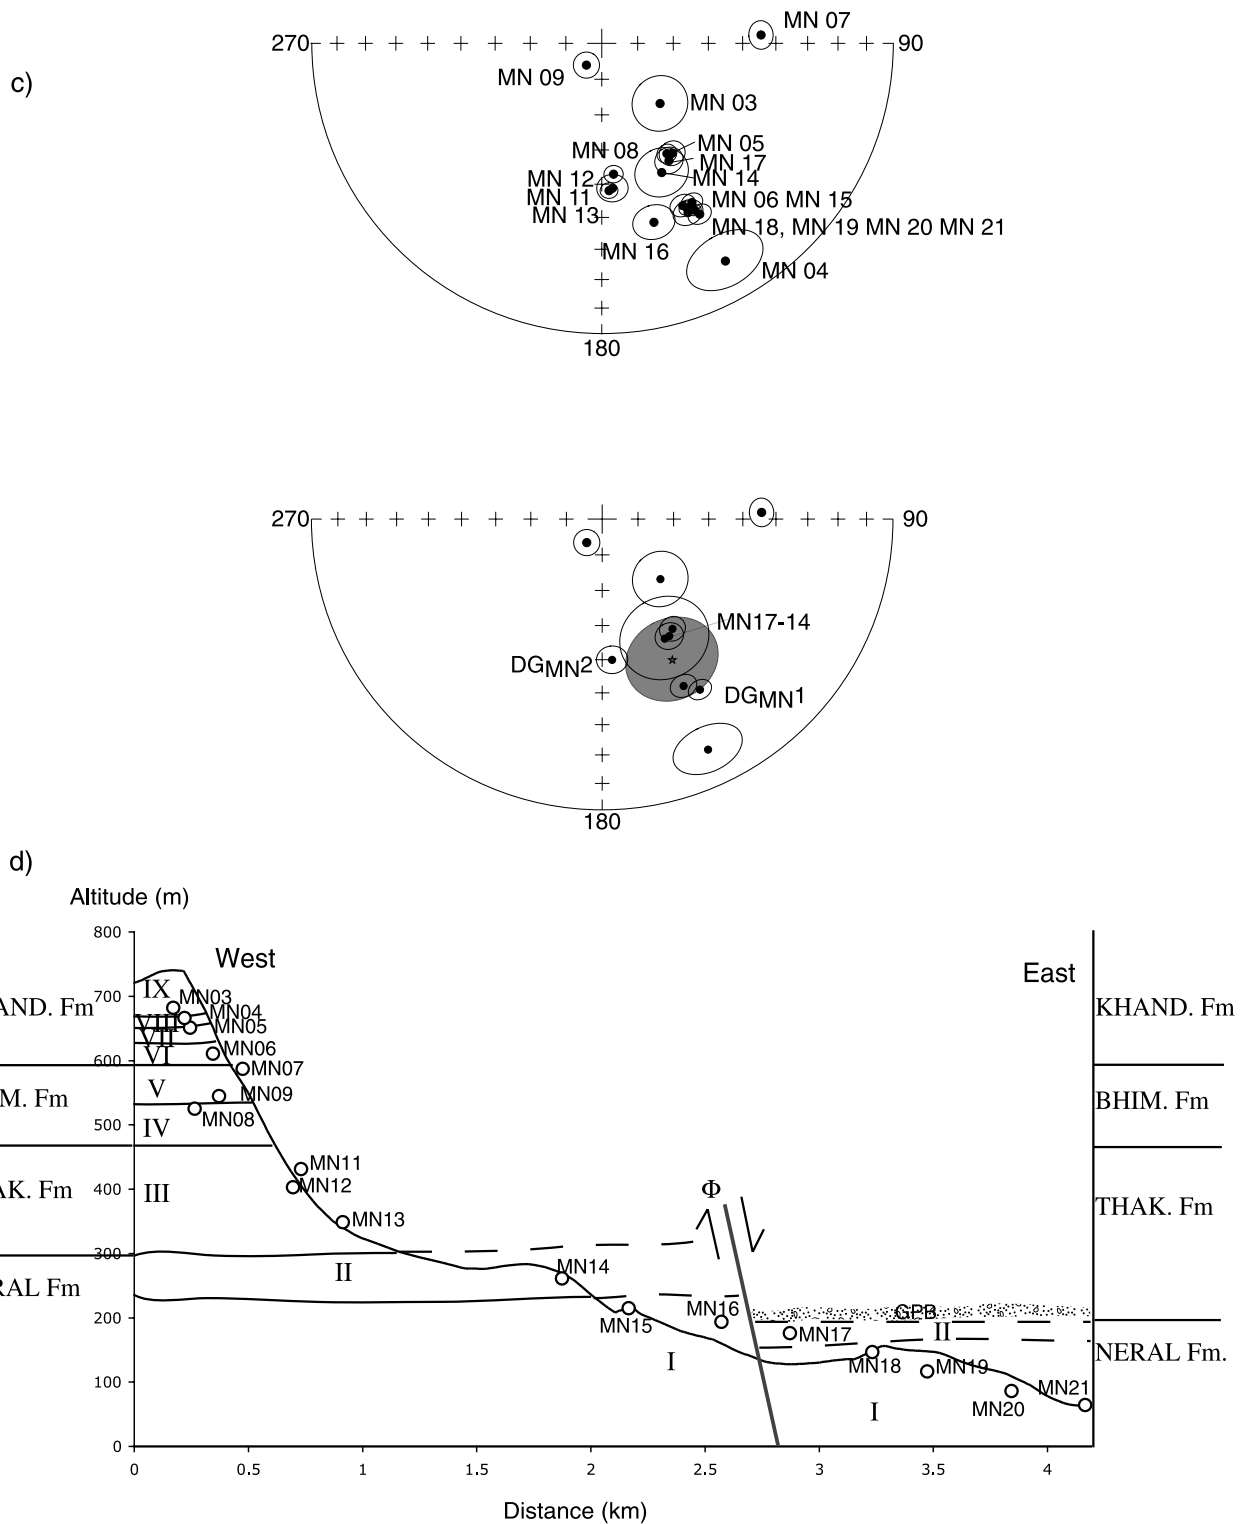 c)
MN 07
270
90
MN 09
MN 03
MN 05
MN 08
MN 17
MN 12
MN 14
MN 11
MN 06 MN 15
MN 13
MN 18, MN 19 MN 20 MN 21
MN 16
MN 04
180
270
90
MN17-14
DGMN2
DGMN1
180
d)
Altitude (m)
800
West
East
IX
700
MN03
AND. Fm
MN04
KHAND. Fm
VIII
MN05
VII
MN06
VI
600
MN07
V
MN09
M. Fm
BHIM. Fm
500
MN08
IV
MN11
AK. Fm
400
MN12
III
Φ
THAK. Fm
MN13
300
MN14
II
RAL Fm
MN16
200
GPB
MN15
MN17
II
I
MN18
MN19
NERAL Fm.
100
MN21
I
MN20
0
0
0.5
1
1.5
2
2.5
3
3.5
4
Distance (km)